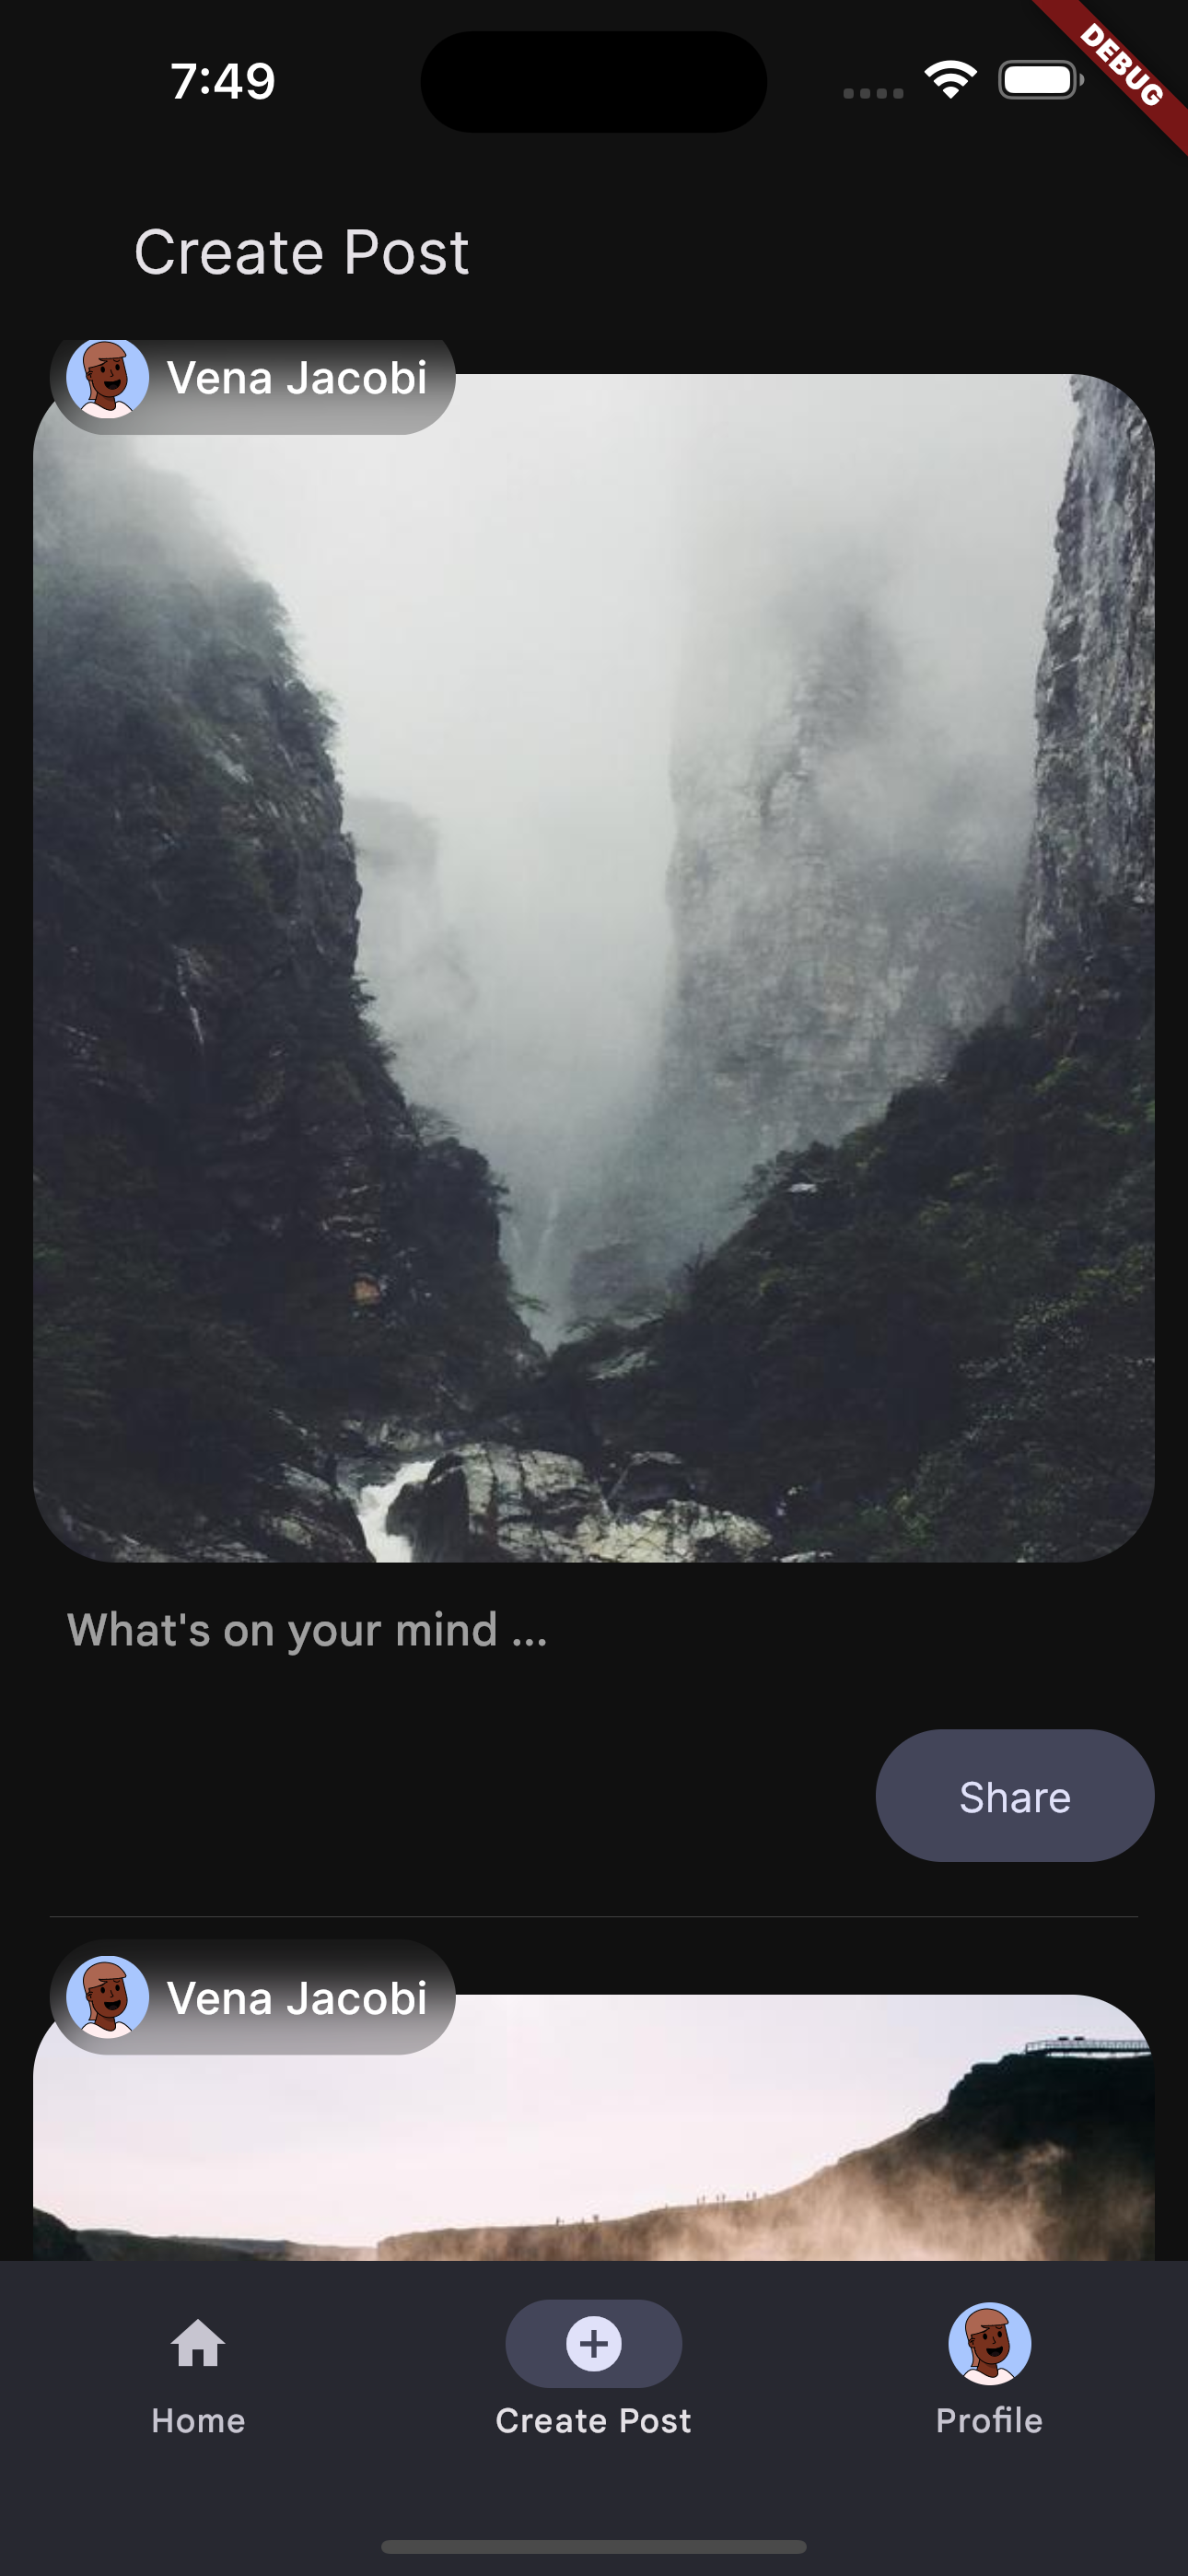 7:49
DEBUG
Create Post
Vena Jacobi
What's on your mind ...
Share
Vena Jacobi
Home
Create Post
Profile